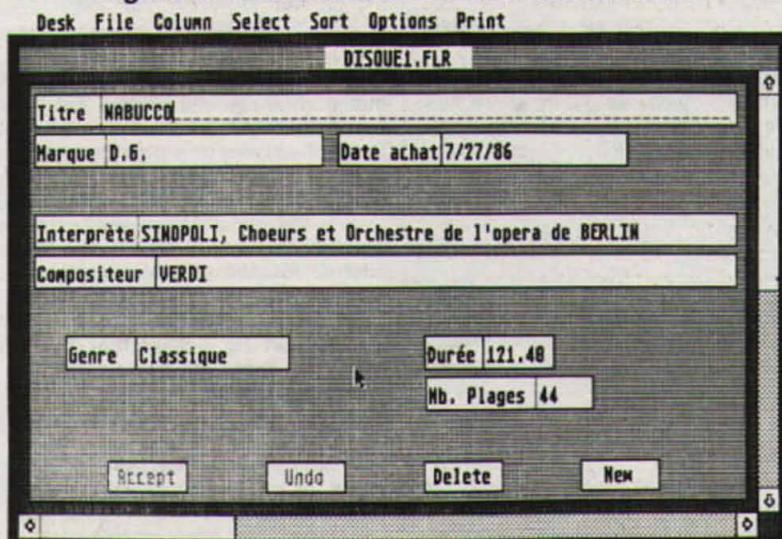 Desk File Column Select Sort Options Print
DISQUE1.FLR
Titre NABUCCO
Marque D.G. Date achat 7/27/86
Interprète SINOPOLI, Choeurs et Orchestre de l'opera de BERLIN
Compositeur VERDI
Genre Classique Durée 121.48
Nb. Plages 44
Accept Undo Delete New